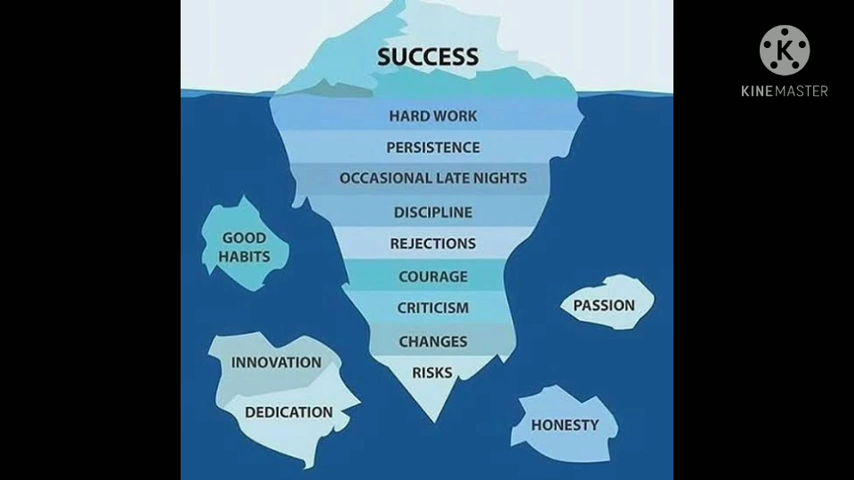 SUCCESS
KINEMASTER
HARD WORK
PERSISTENCE
OCCASIONAL LATE NIGHTS
DISCIPLINE
REJECTIONS
COURAGE
CRITICISM
CHANGES
RISKS
GOOD
HABITS
PASSION
INNOVATION
DEDICATION
HONESTY